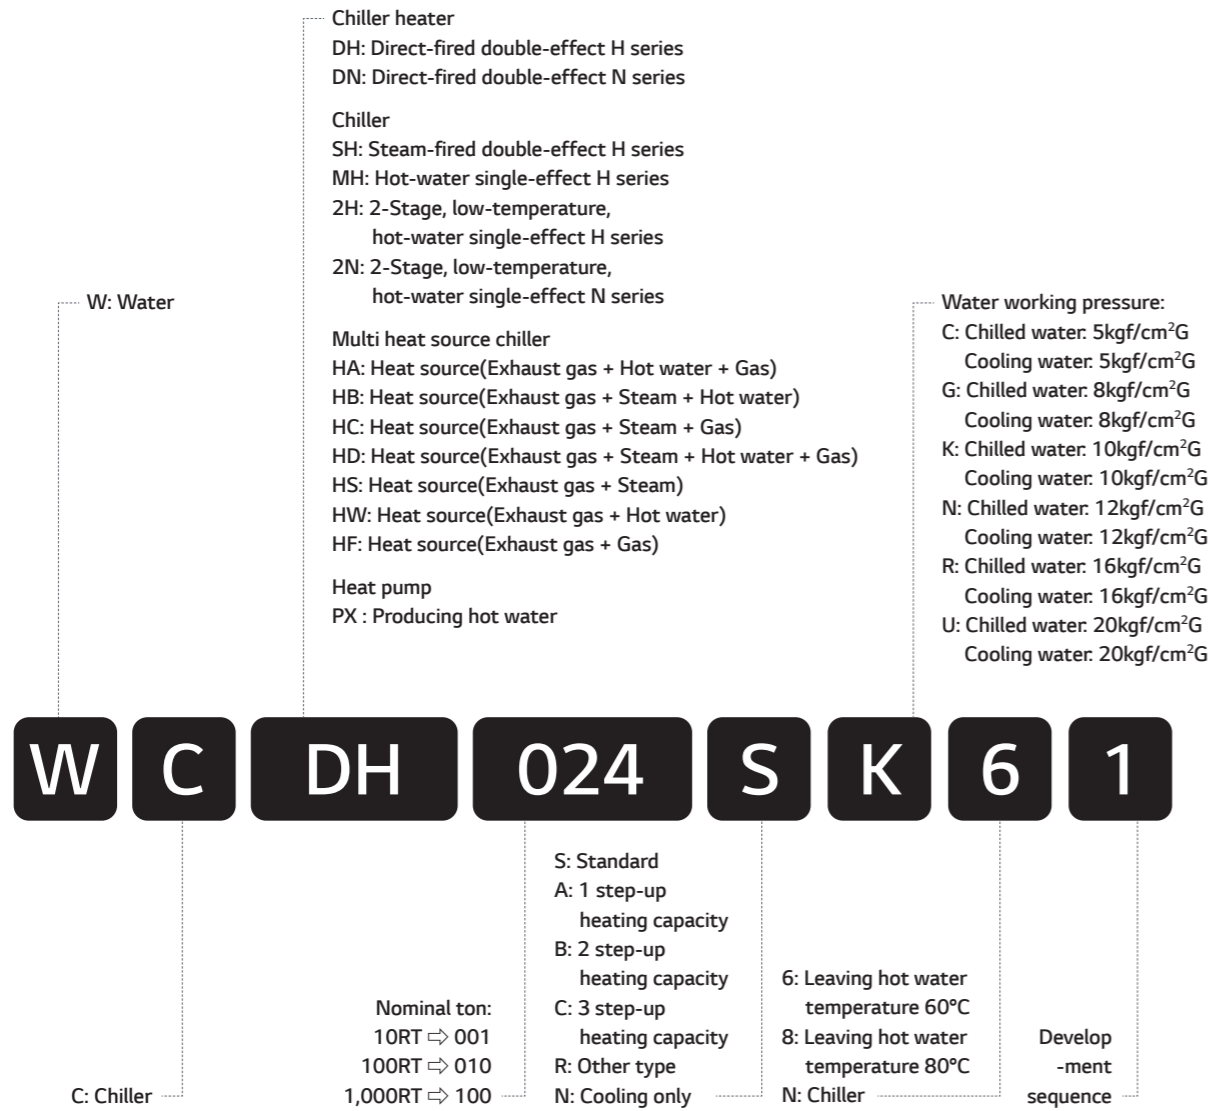 Chiller heater
DH: Direct-fired double-effect H series
DN: Direct-fired double-effect N series
Chiller
SH: Steam-fired double-effect H series
MH: Hot-water single-effect H series
2H: 2-Stage, low-temperature,
hot-water single-effect H series
2N: 2-Stage, low-temperature,
hot-water single-effect N series
Multi heat source chiller
HA: Heat source(Exhaust gas + Hot water + Gas)
HB: Heat source(Exhaust gas + Steam + Hot water)
HC: Heat source(Exhaust gas + Steam + Gas)
HD: Heat source(Exhaust gas + Steam + Hot water + Gas)
HS: Heat source(Exhaust gas + Steam)
HW: Heat source(Exhaust gas + Hot water)
HF: Heat source(Exhaust gas + Gas)
Heat pump
PX : Producing hot water
W: Water
Water working pressure:
C: Chilled water: 5kgf/cm²G
Cooling water: 5kgf/cm²G
G: Chilled water: 8kgf/cm²G
Cooling water: 8kgf/cm²G
K: Chilled water: 10kgf/cm²G
Cooling water: 10kgf/cm²G
N: Chilled water: 12kgf/cm²G
Cooling water: 12kgf/cm²G
R: Chilled water: 16kgf/cm²G
Cooling water: 16kgf/cm²G
U: Chilled water: 20kgf/cm²G
Cooling water: 20kgf/cm²G
W C DH 024 S K 6 1
C: Chiller
Nominal ton:
10RT ⇨ 001
100RT ⇨ 010
1,000RT ⇨ 100
S: Standard
A: 1 step-up
heating capacity
B: 2 step-up
heating capacity
C: 3 step-up
heating capacity
R: Other type
N: Cooling only
6: Leaving hot water
temperature 60°C
8: Leaving hot water
temperature 80°C
N: Chiller
Develop
-ment
sequence